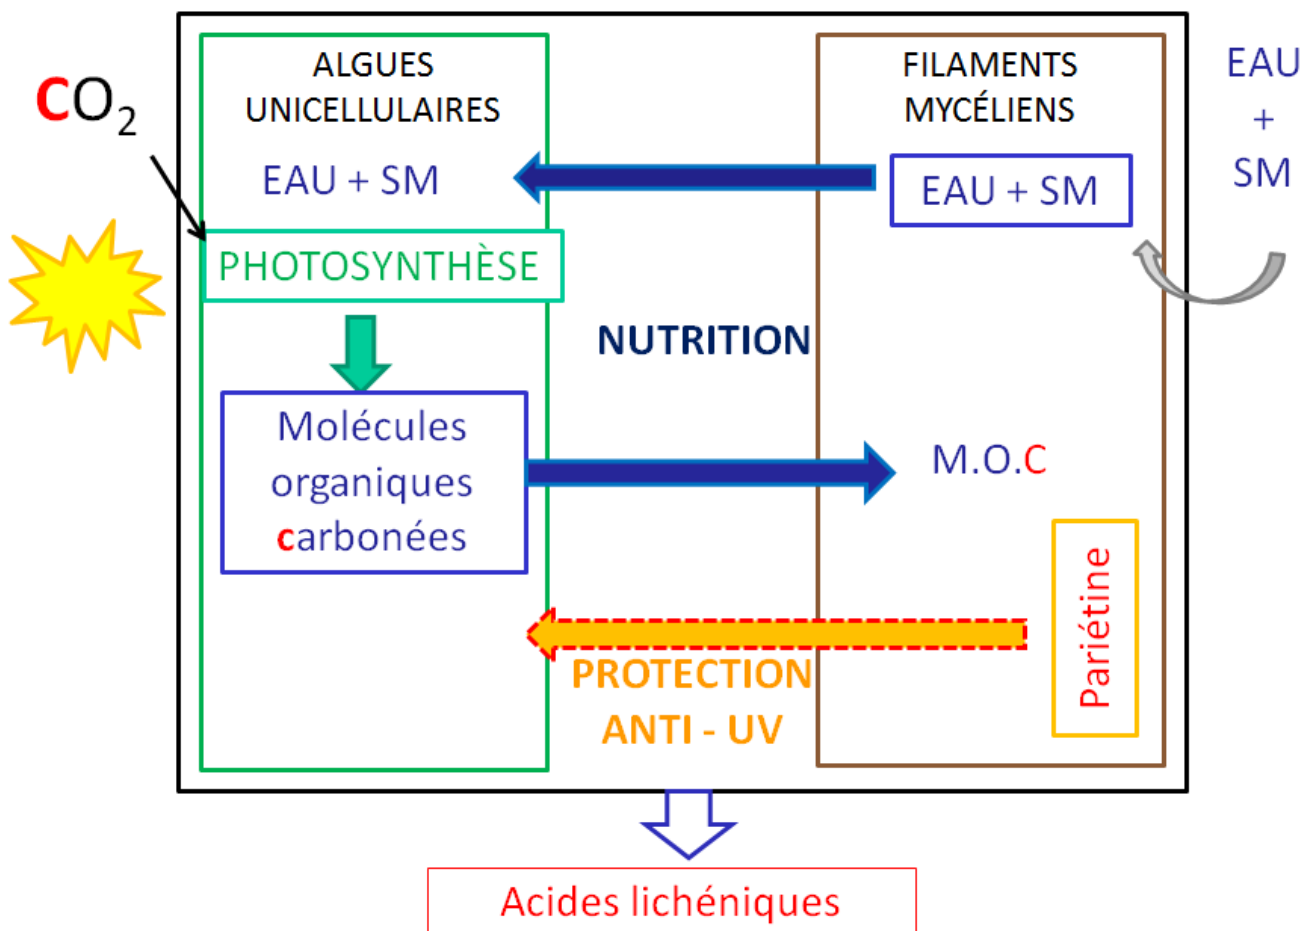 CO₂
ALGUES
UNICELLULAIRES
EAU + SM
PHOTOSYNTHÈSE
Molécules
organiques
carbonées
NUTRITION
PROTECTION
ANTI - UV
FILAMENTS
MYCÉLIENS
EAU + SM
M.O.C
Pariétine
EAU
+
SM
Acides lichéniques